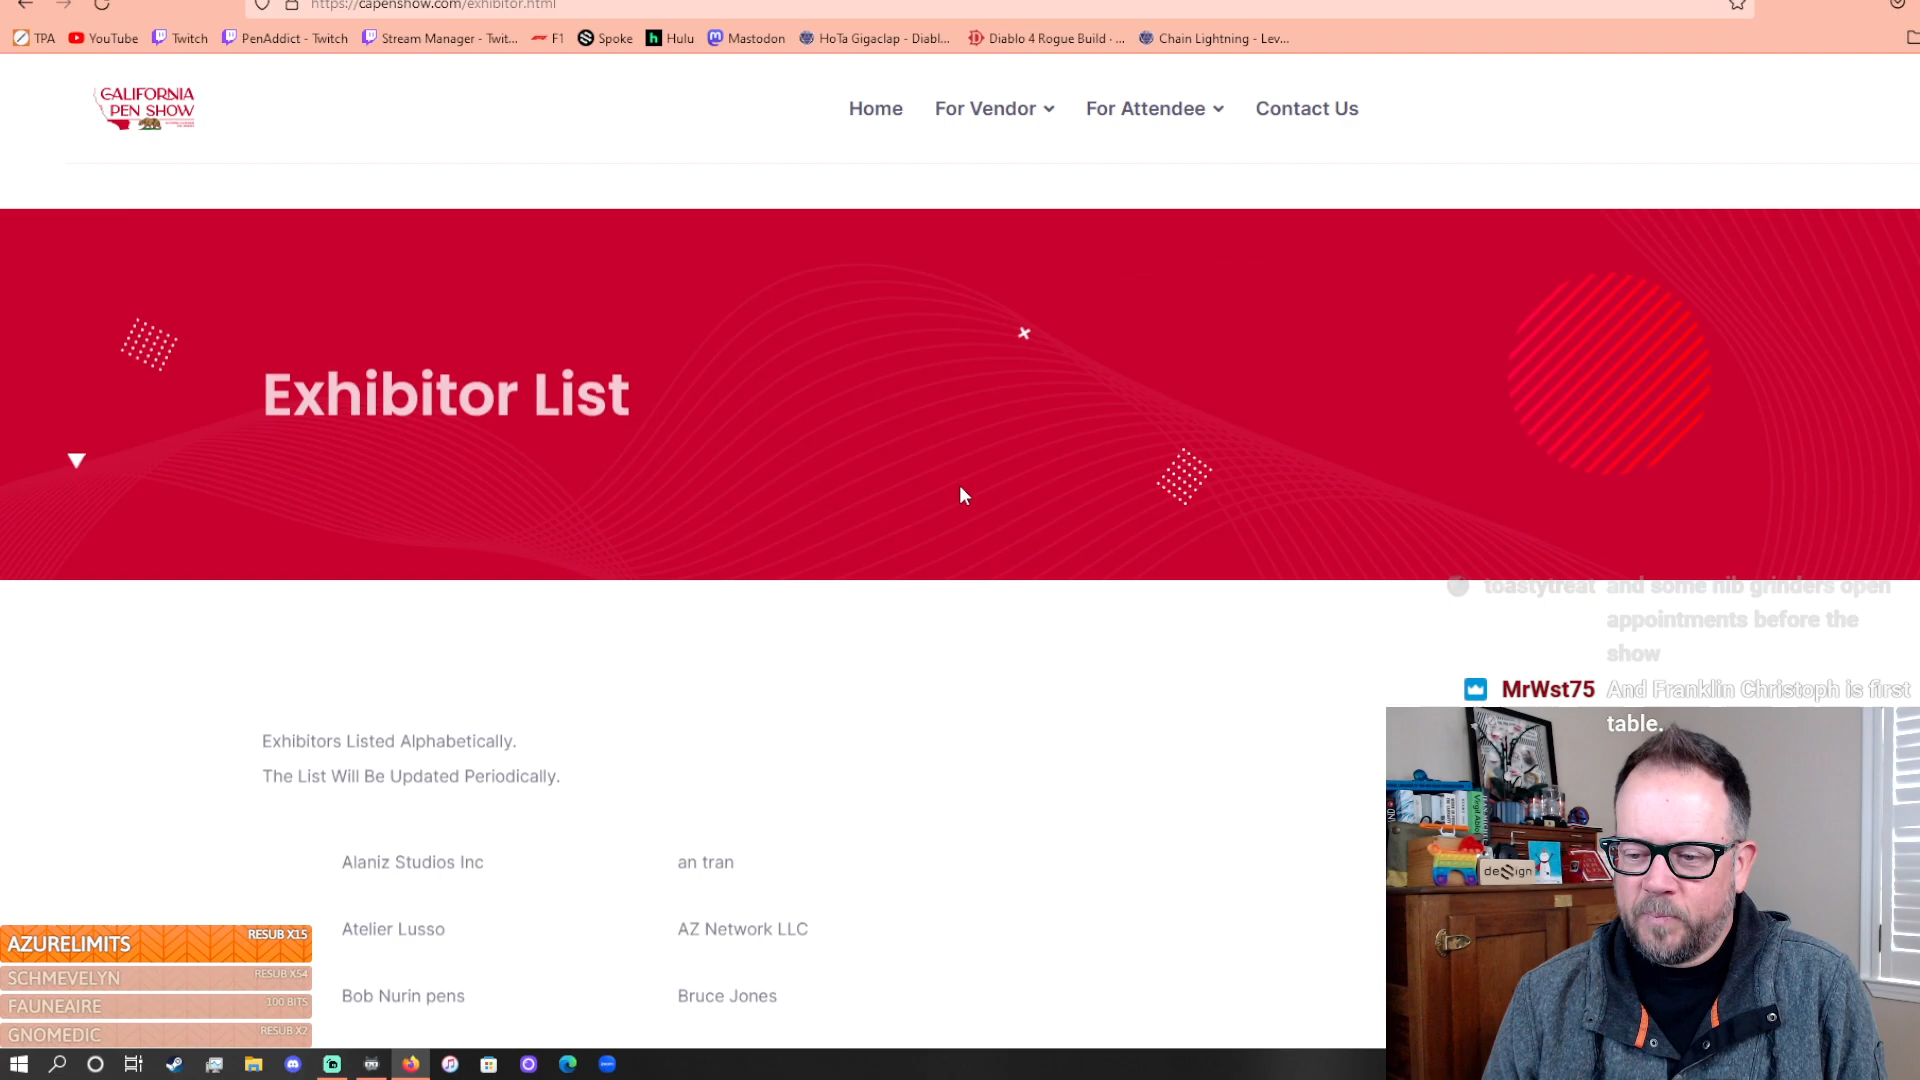 https://capenshow.com/exhibitor.html
TPA YouTube Twitch PenAddict - Twitch Stream Manager - Twit... F1 Spoke Hulu Mastodon HoTa Gigaclap - Diabl... Diablo 4 Rogue Build · ... Chain Lightning - Lev...
CALIFORNIA
PEN SHOW
Home For Vendor For Attendee Contact Us
Exhibitor List
toastytreat and some nib grinders open
appointments before the
show
MrWst75 And Franklin Christoph is first
table.
Exhibitors Listed Alphabetically.
The List Will Be Updated Periodically.
Alaniz Studios Inc an tran
Atelier Lusso AZ Network LLC
Bob Nurin pens Bruce Jones
AZURELIMITS RESUB X15
SCHMEVELYN RESUB X54
FAUNEAIRE 100 BITS
GNOMEDIC RESUB X2
Virgil Abloh